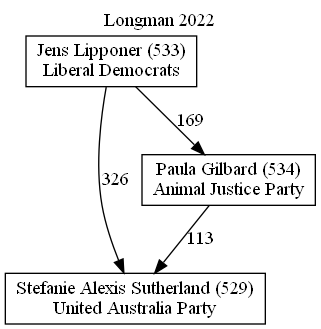 Longman 2022
Jens Lipponer (533)
Liberal Democrats
169
326
Paula Gilbard (534)
Animal Justice Party
113
Stefanie Alexis Sutherland (529)
United Australia Party